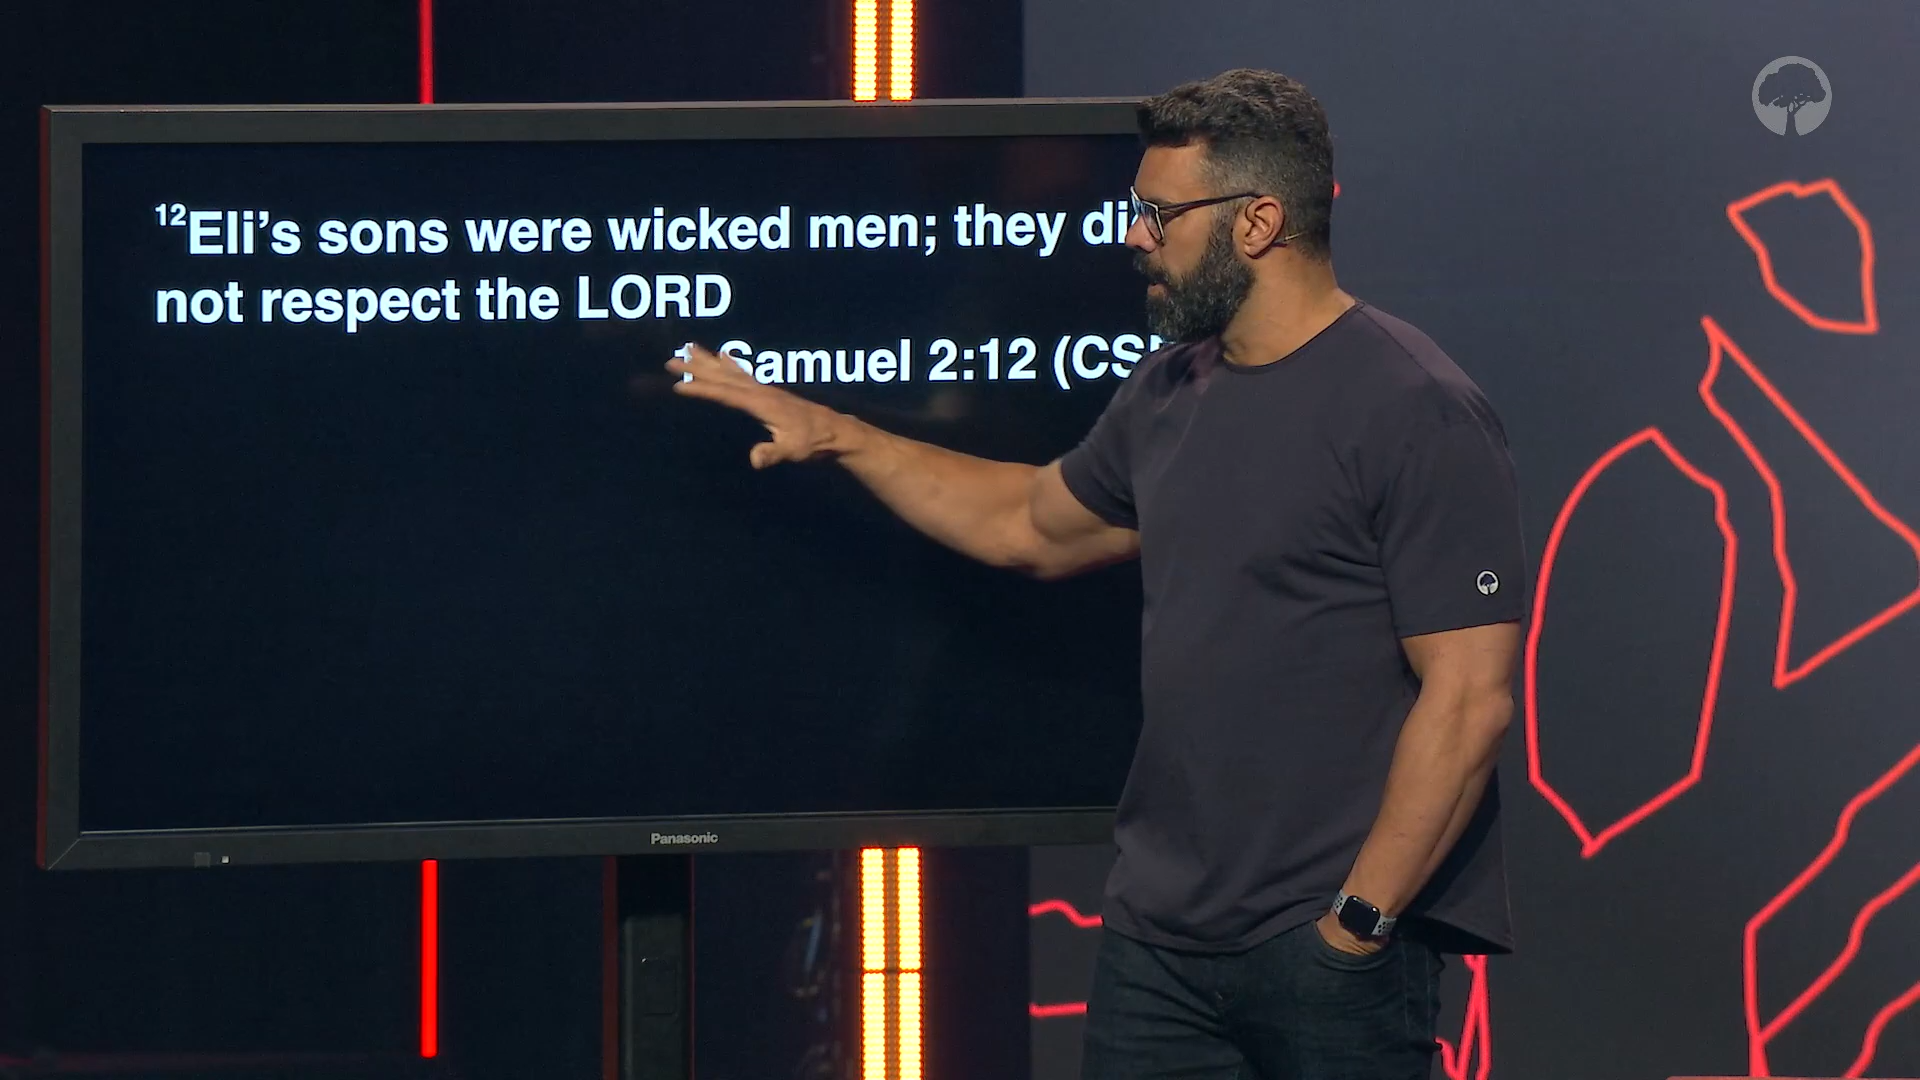 ¹²Eli’s sons were wicked men; they di
not respect the LORD
Samuel 2:12 (CS
Panasonic